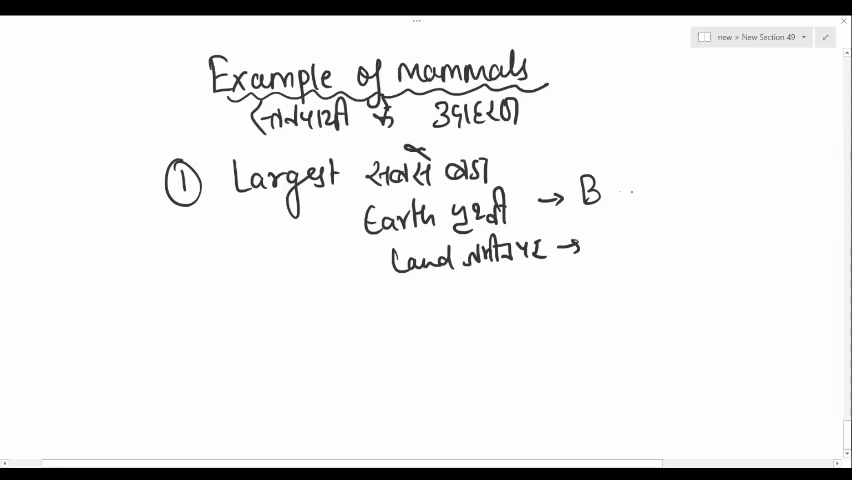 new > New Section 49
Example of mammals
स्तनधारी के उदाहरण
① Largest सबसे बड़ा
Earth पृथ्वी → B
Land जमीन पर →